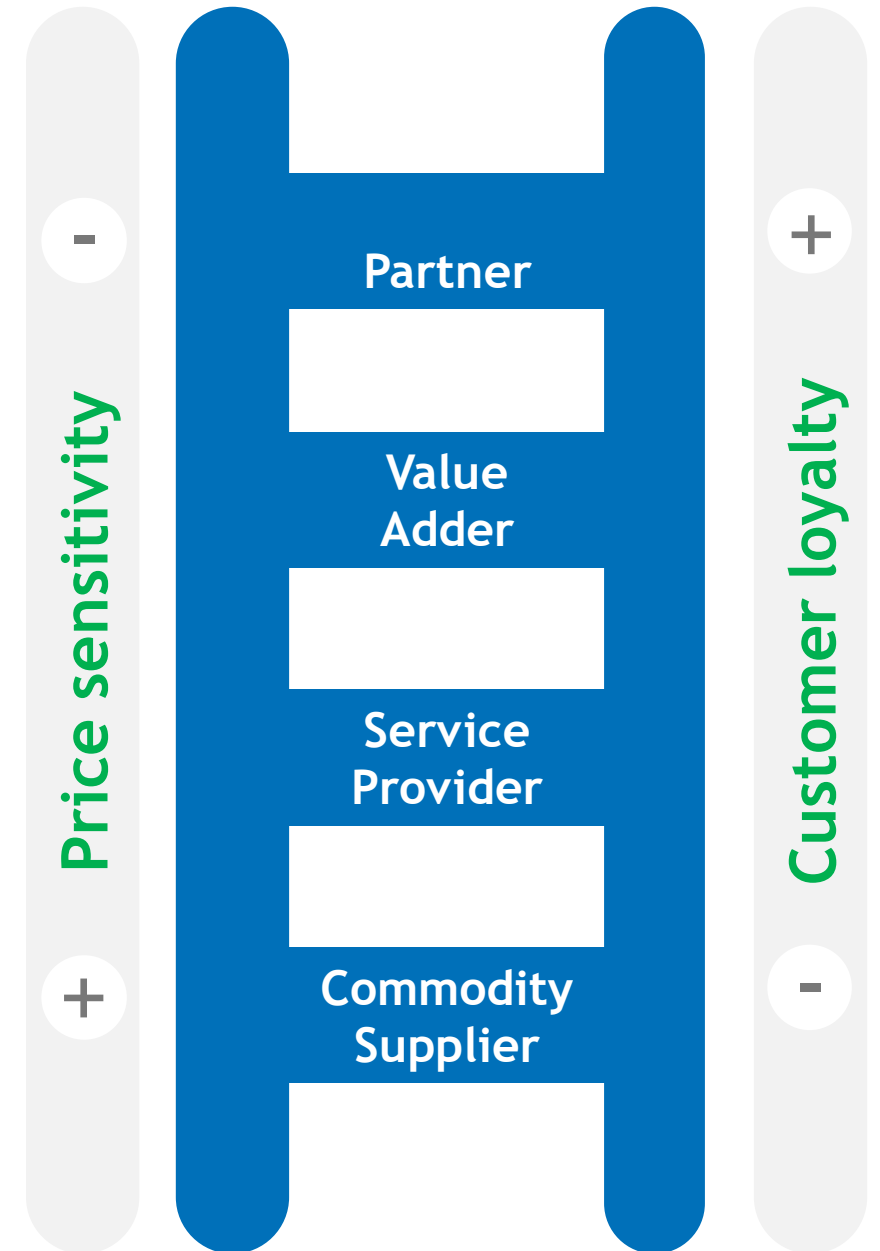 -
Price sensitivity
+
Partner
Value
Adder
Service
Provider
Commodity
Supplier
+
Customer loyalty
-